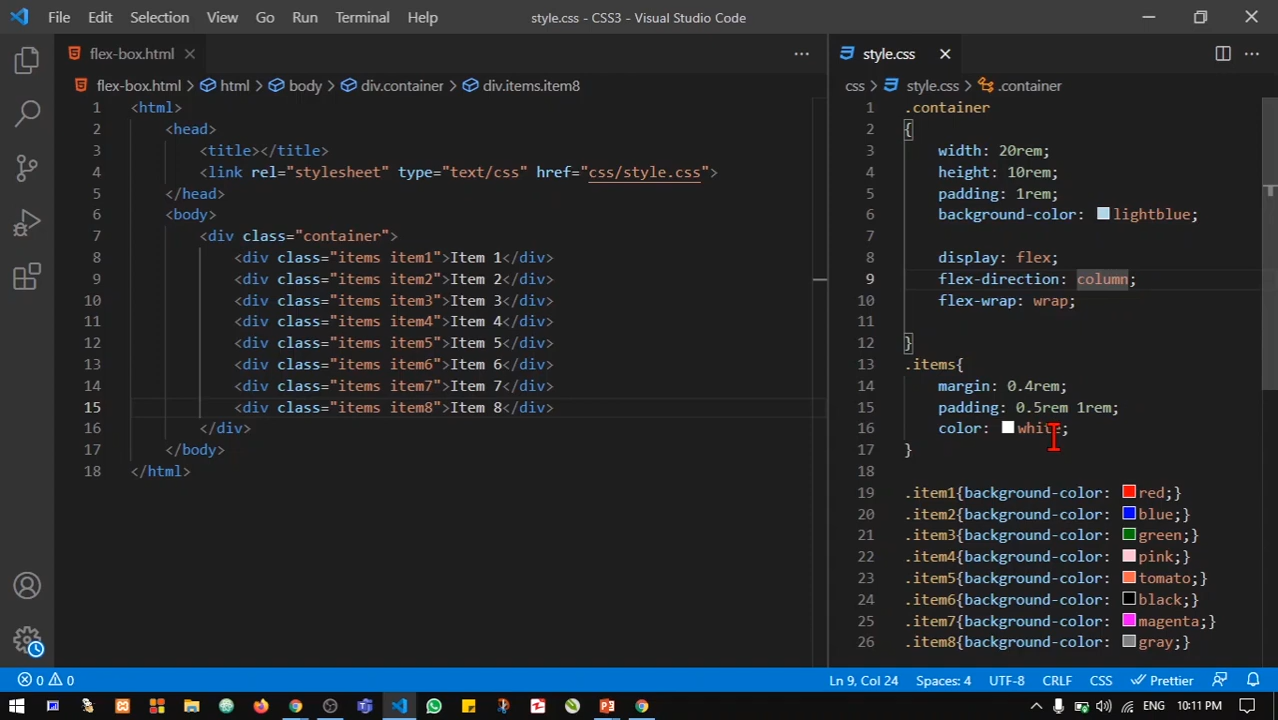 File Edit Selection View Go Run Terminal Help style.css - CSS3 - Visual Studio Code
flex-box.html
flex-box.html html body div.container div.items.item8
1 <html>
2 <head>
3 <title></title>
4 <link rel="stylesheet" type="text/css" href="css/style.css">
5 </head>
6 <body>
7 <div class="container">
8 <div class="items item1">Item 1</div>
9 <div class="items item2">Item 2</div>
10 <div class="items item3">Item 3</div>
11 <div class="items item4">Item 4</div>
12 <div class="items item5">Item 5</div>
13 <div class="items item6">Item 6</div>
14 <div class="items item7">Item 7</div>
15 <div class="items item8">Item 8</div>
16 </div>
17 </body>
18 </html>
style.css
css style.css .container
1 .container
2 {
3 width: 20rem;
4 height: 10rem;
5 padding: 1rem;
6 background-color: lightblue;
7
8 display: flex;
9 flex-direction: column;
10 flex-wrap: wrap;
11
12 }
13 .items{
14 margin: 0.4rem;
15 padding: 0.5rem 1rem;
16 color: white;
17 }
18
19 .item1{background-color: red;}
20 .item2{background-color: blue;}
21 .item3{background-color: green;}
22 .item4{background-color: pink;}
23 .item5{background-color: tomato;}
24 .item6{background-color: black;}
25 .item7{background-color: magenta;}
26 .item8{background-color: gray;}
0 0 Ln 9, Col 24 Spaces: 4 UTF-8 CRLF CSS Prettier
ENG 10:11 PM